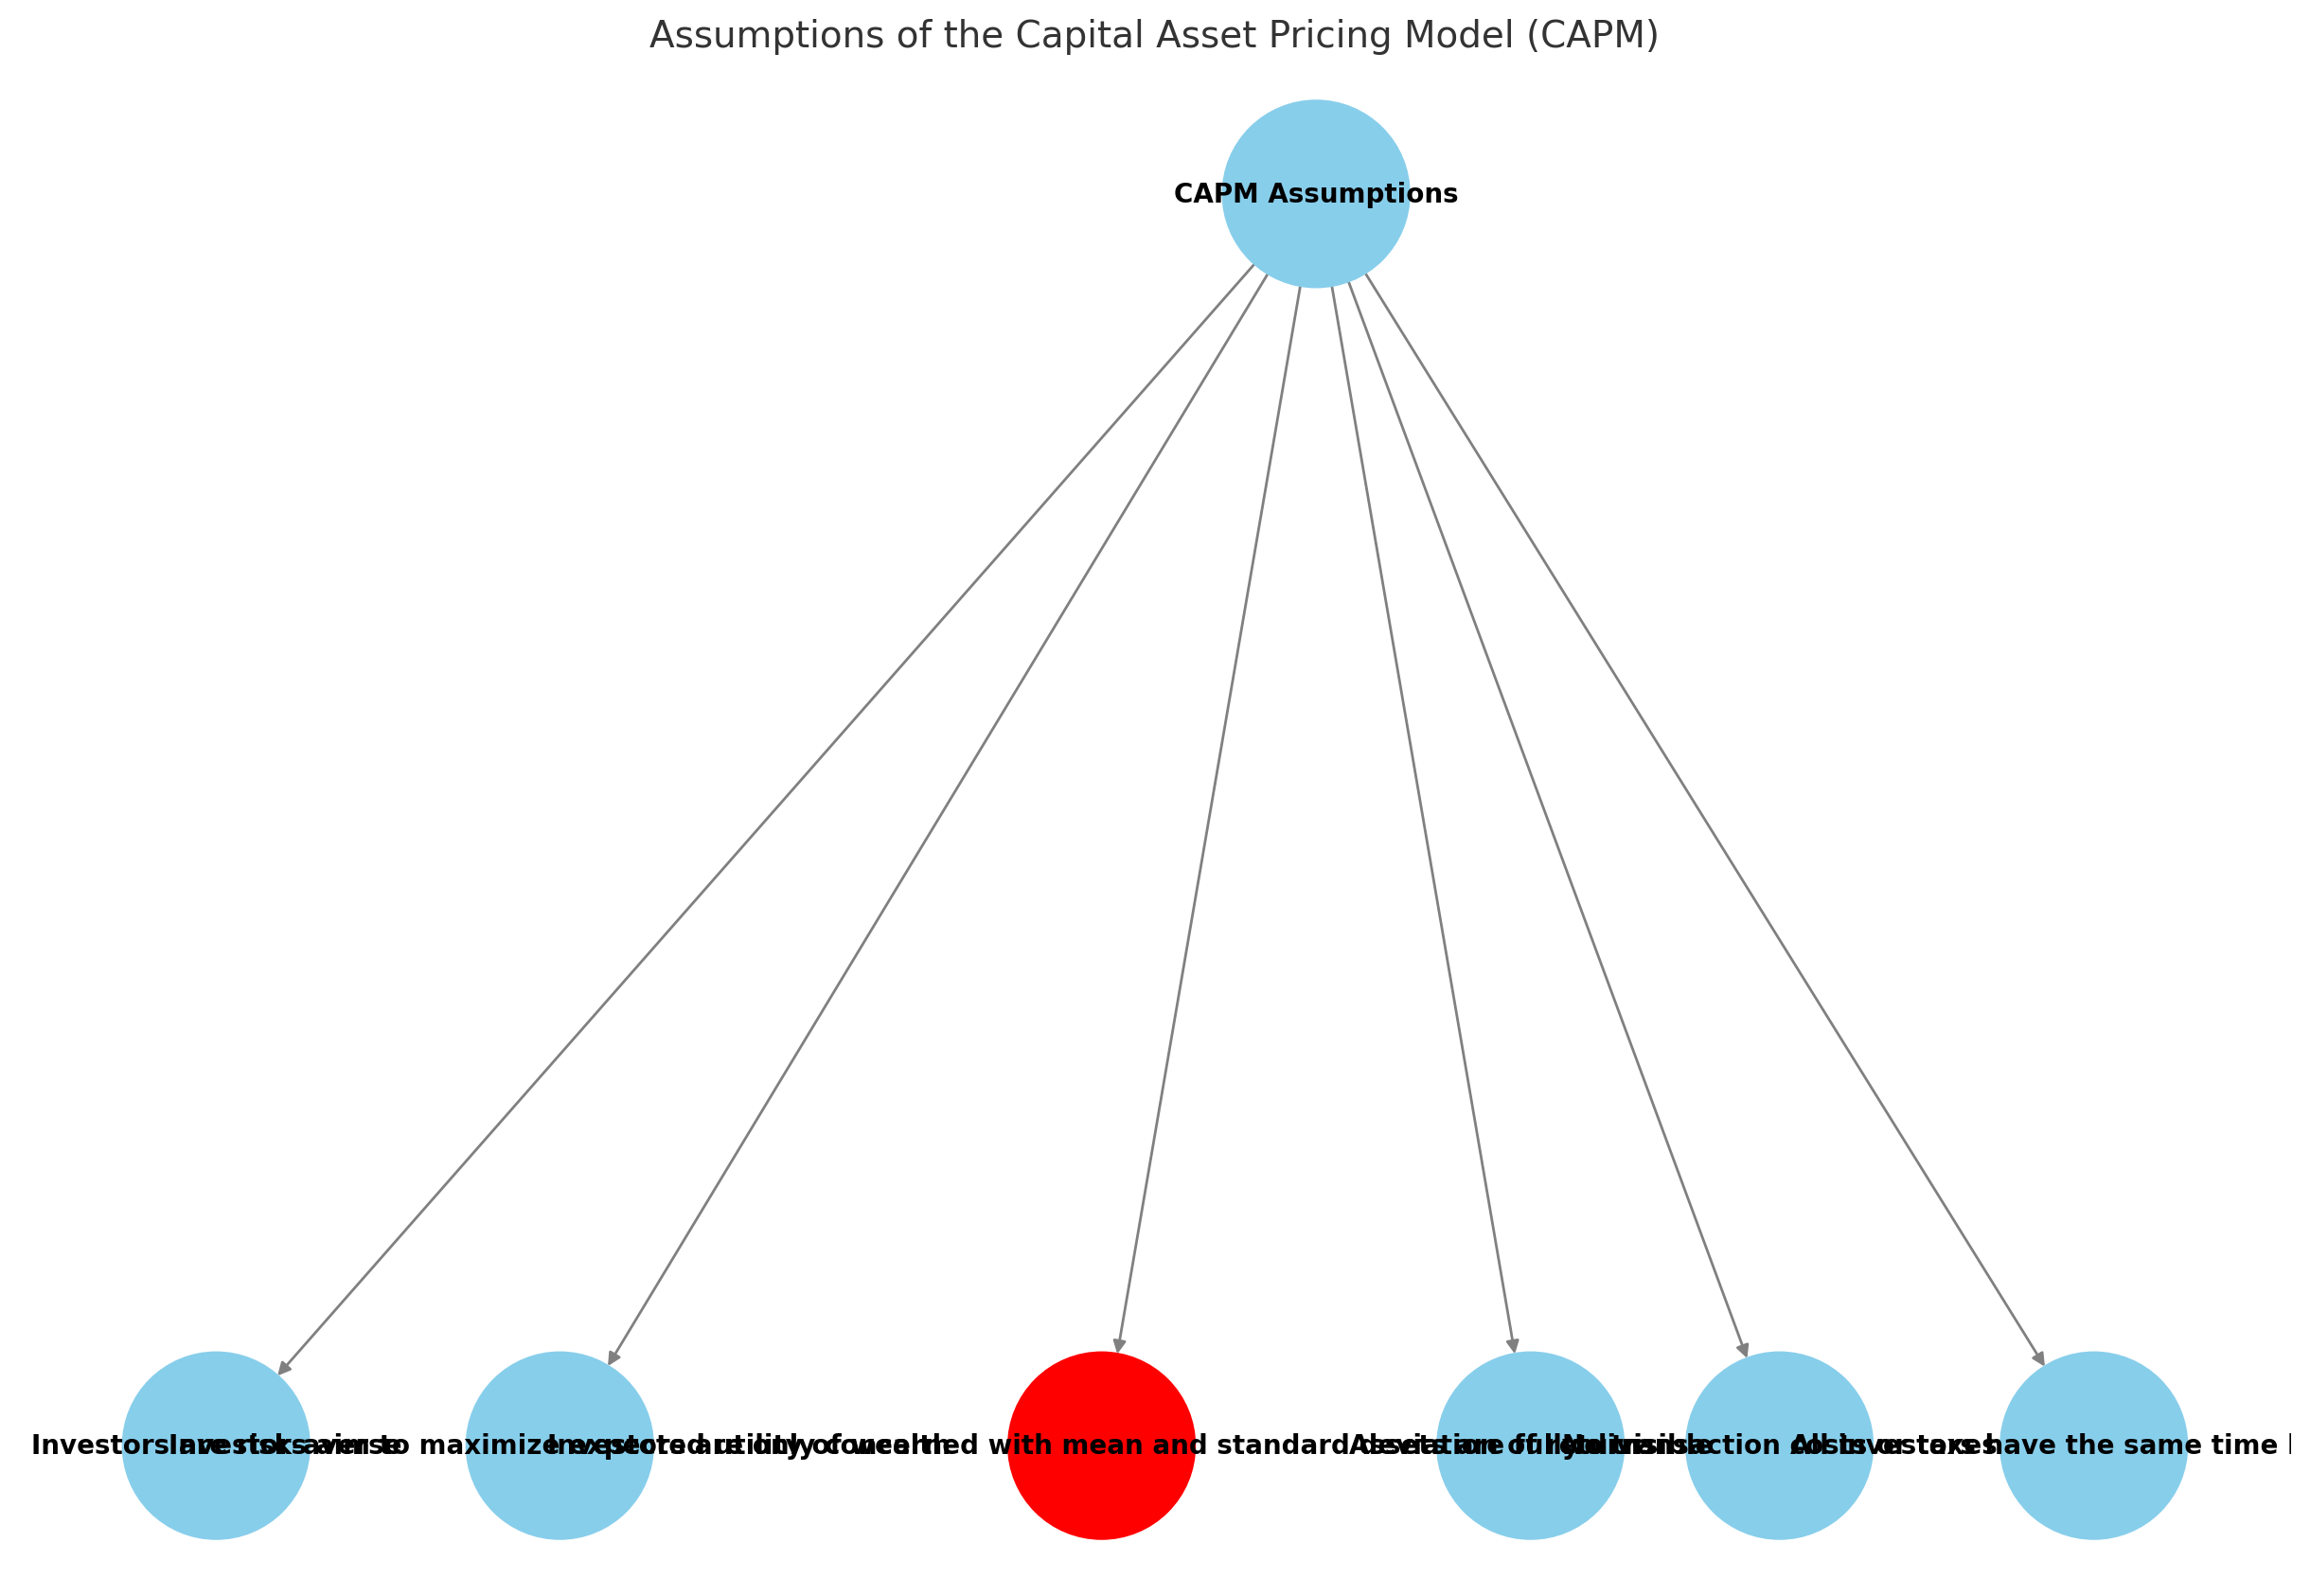 Assumptions of the Capital Asset Pricing Model (CAPM)
CAPM Assumptions
Investors are risk averse
Investors aim to maximize expected utility of wealth
Investors are only concerned with mean and standard deviation of returns
Assets are fully divisible
No transaction costs or taxes
All investors have the same time